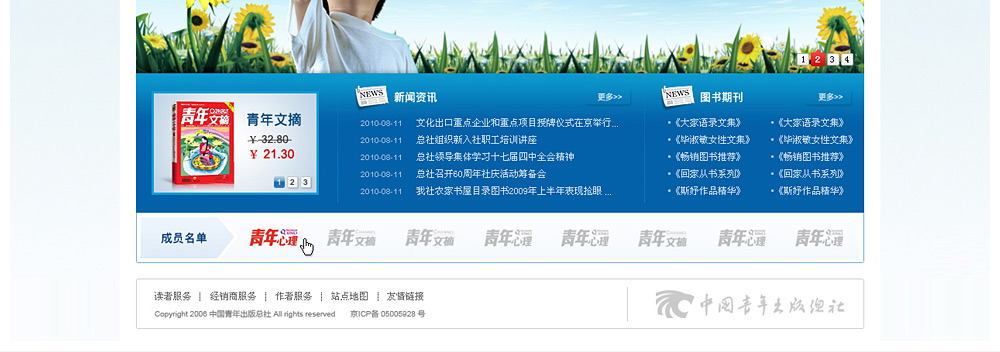 1 2 3 4
NEWS 新闻资讯 更多>>
2010-08-11 文化出口重点企业和重点项目授牌仪式在京举行...
2010-08-11 总社组织新入社职工培训讲座
2010-08-11 总社领导集体学习十七届四中全会精神
2010-08-11 总社召开60周年社庆活动筹备会
2010-08-11 我社农家书屋目录图书2009年上半年表现抢眼 ...
NEWS 图书期刊 更多>>
·《大家语录文集》 ·《大家语录文集》
·《毕淑敏女性文集》 ·《毕淑敏女性文集》
·《畅销图书推荐》 ·《畅销图书推荐》
·《回家从书系列》 ·《回家从书系列》
·《斯妤作品精华》 ·《斯妤作品精华》
青年文摘
青年文摘
¥ 32.80
¥ 21.30
1 2 3
成员名单 青年心理 青年文摘 青年文摘 青年心理 青年心理 青年文摘 青年心理 青年心理
读者服务 ┆ 经销商服务 ┆ 作者服务 ┆ 站点地图 ┆ 友情链接
Copyright 2006 中国青年出版总社 All rights reserved 京ICP备 05005928 号
中国青年出版总社